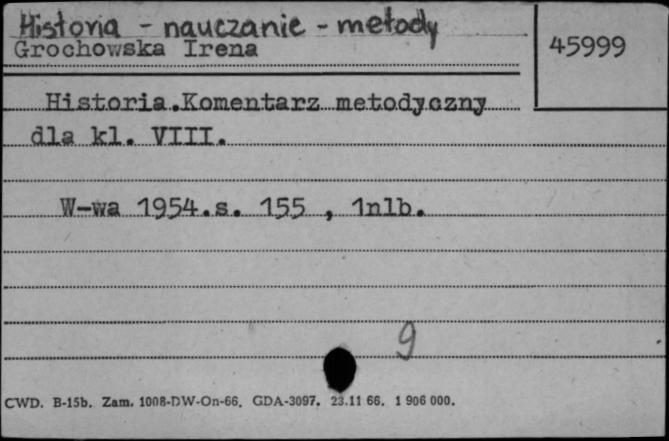 Historia - nauczanie - metody
Grochowska Irena
45999
Historia.Komentarz metodyczny
dla kl. VIII.
W-wa 1954.s. 155 , 1nlb.
9
CWD. B-15b. Zam. 1008-DW-On-66. GDA-3097. 23.11 66. 1 906 000.